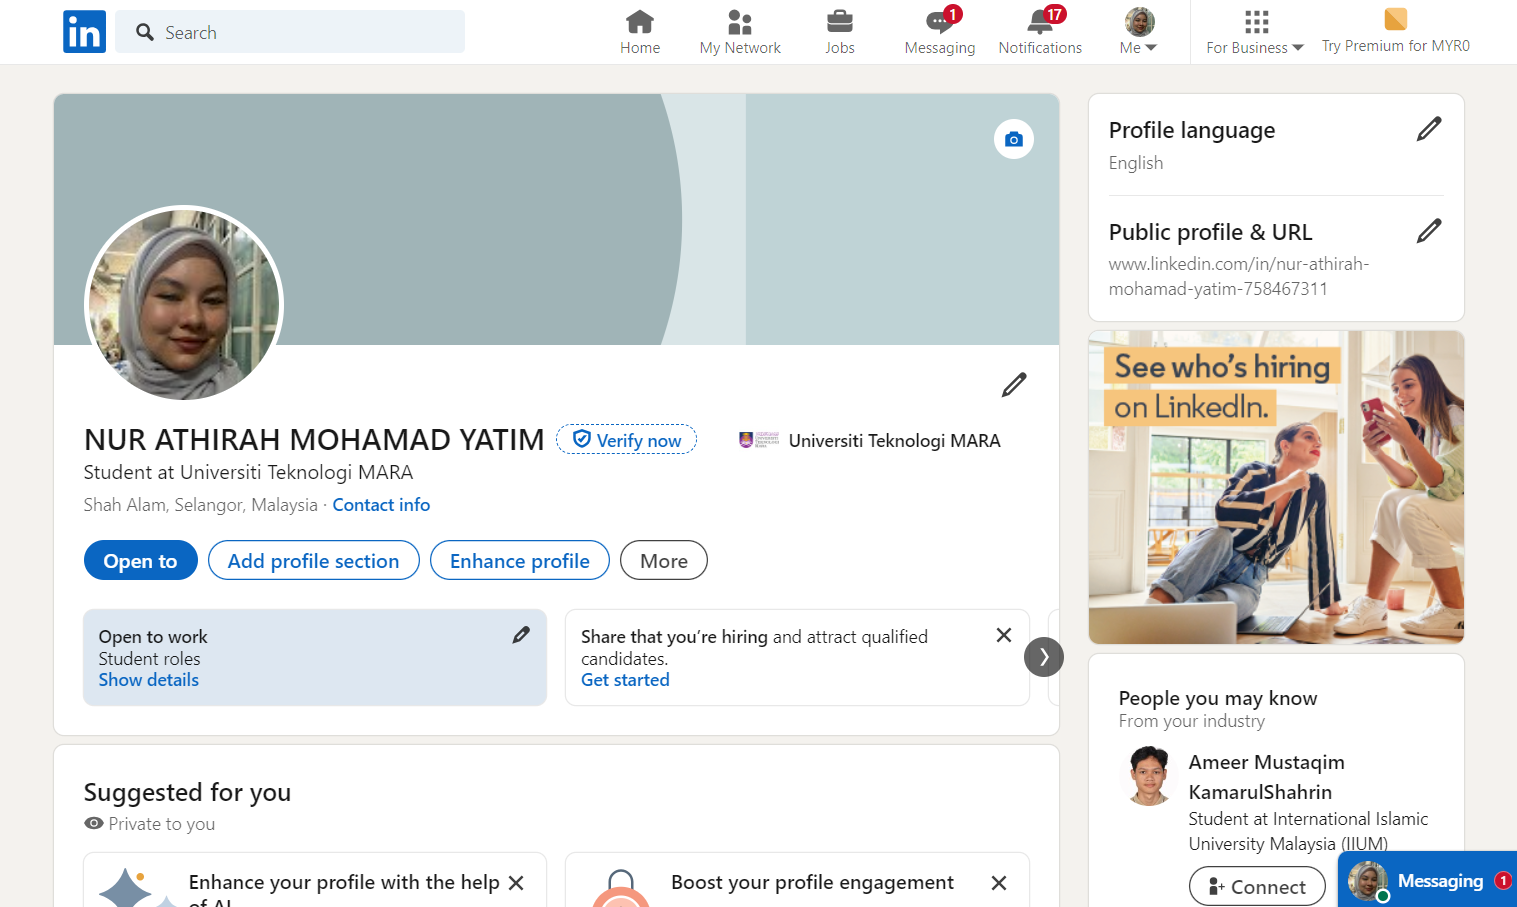 in
Search
Home
My Network
Jobs
1
Messaging
17
Notifications
Me
For Business
Try Premium for MYR0
NUR ATHIRAH MOHAMAD YATIM
Verify now
Universiti Teknologi MARA
Student at Universiti Teknologi MARA
Shah Alam, Selangor, Malaysia · Contact info
Open to
Add profile section
Enhance profile
More
Open to work
Student roles
Show details
Share that you're hiring and attract qualified
candidates.
Get started
Suggested for you
Private to you
Enhance your profile with the help
of AI
Boost your profile engagement
Profile language
English
Public profile & URL
www.linkedin.com/in/nur-athirah-
mohamad-yatim-758467311
See who's hiring
on LinkedIn.
People you may know
From your industry
Ameer Mustaqim
KamarulShahrin
Student at International Islamic
University Malaysia (IIUM)
Connect
Messaging
1